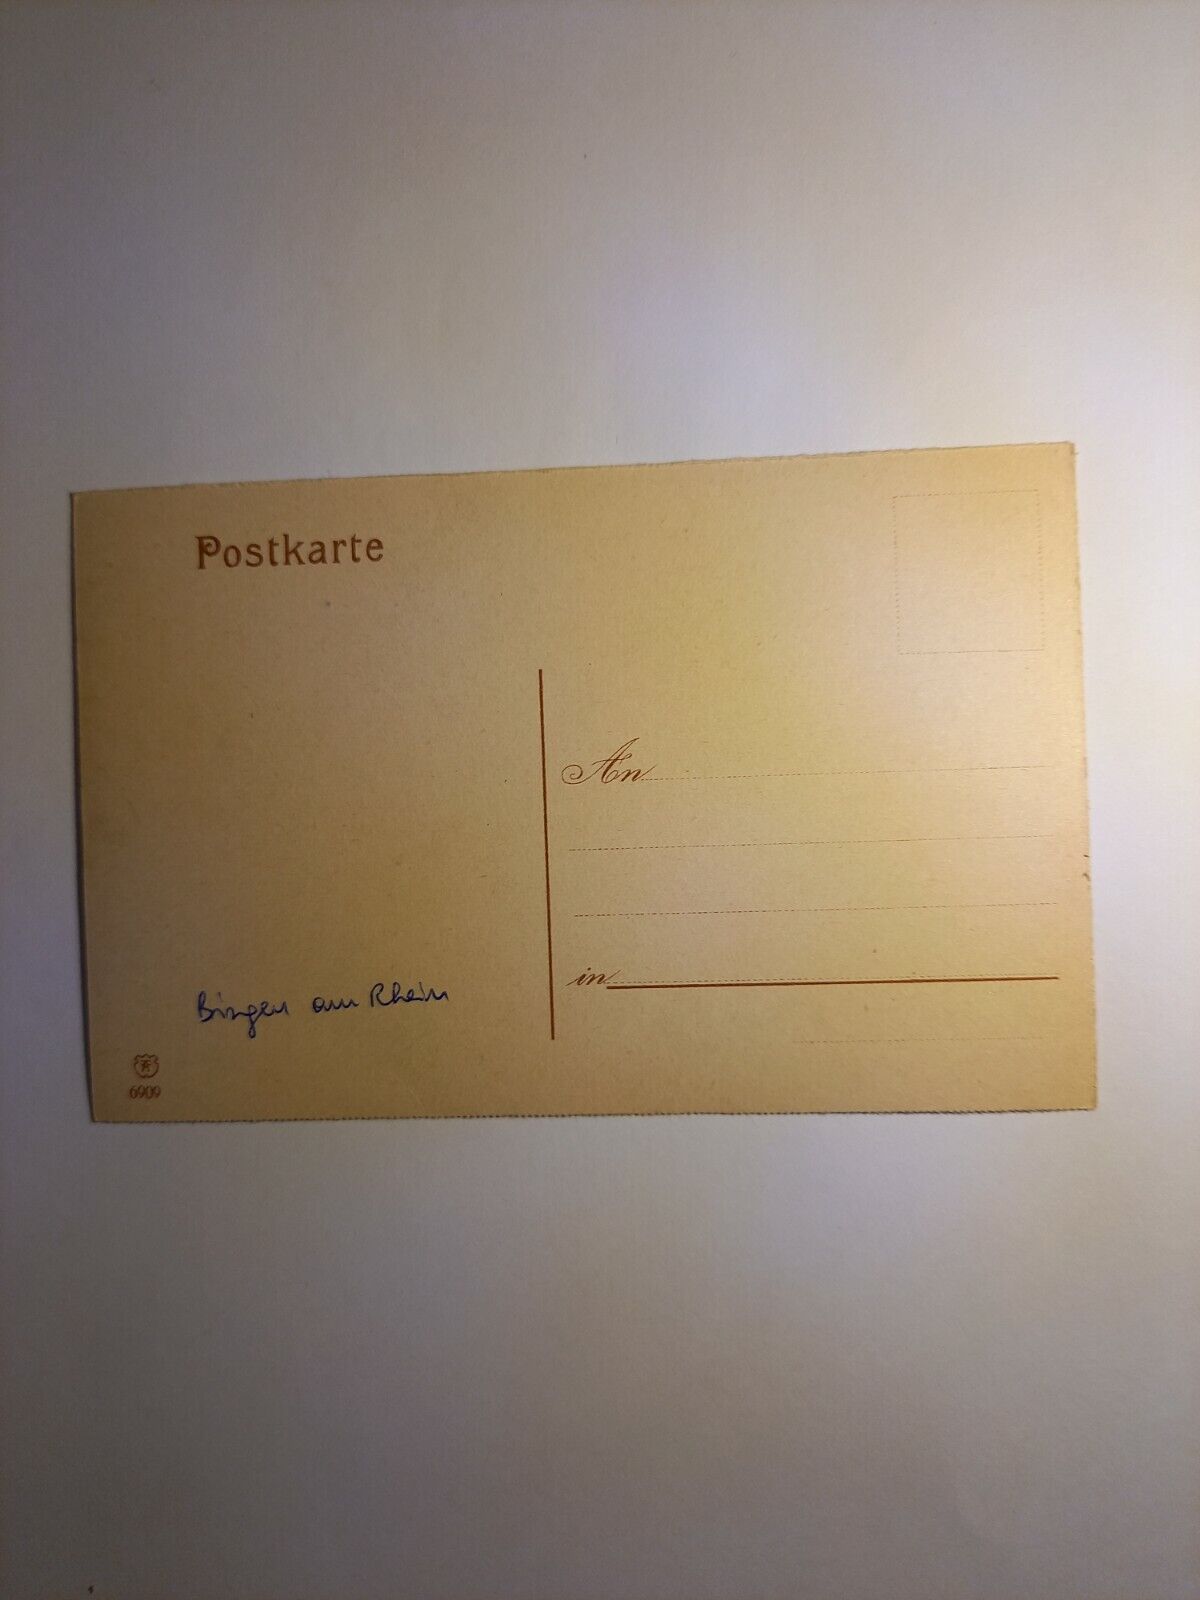 Postkarte
An
in
Bingen am Rhein
6909